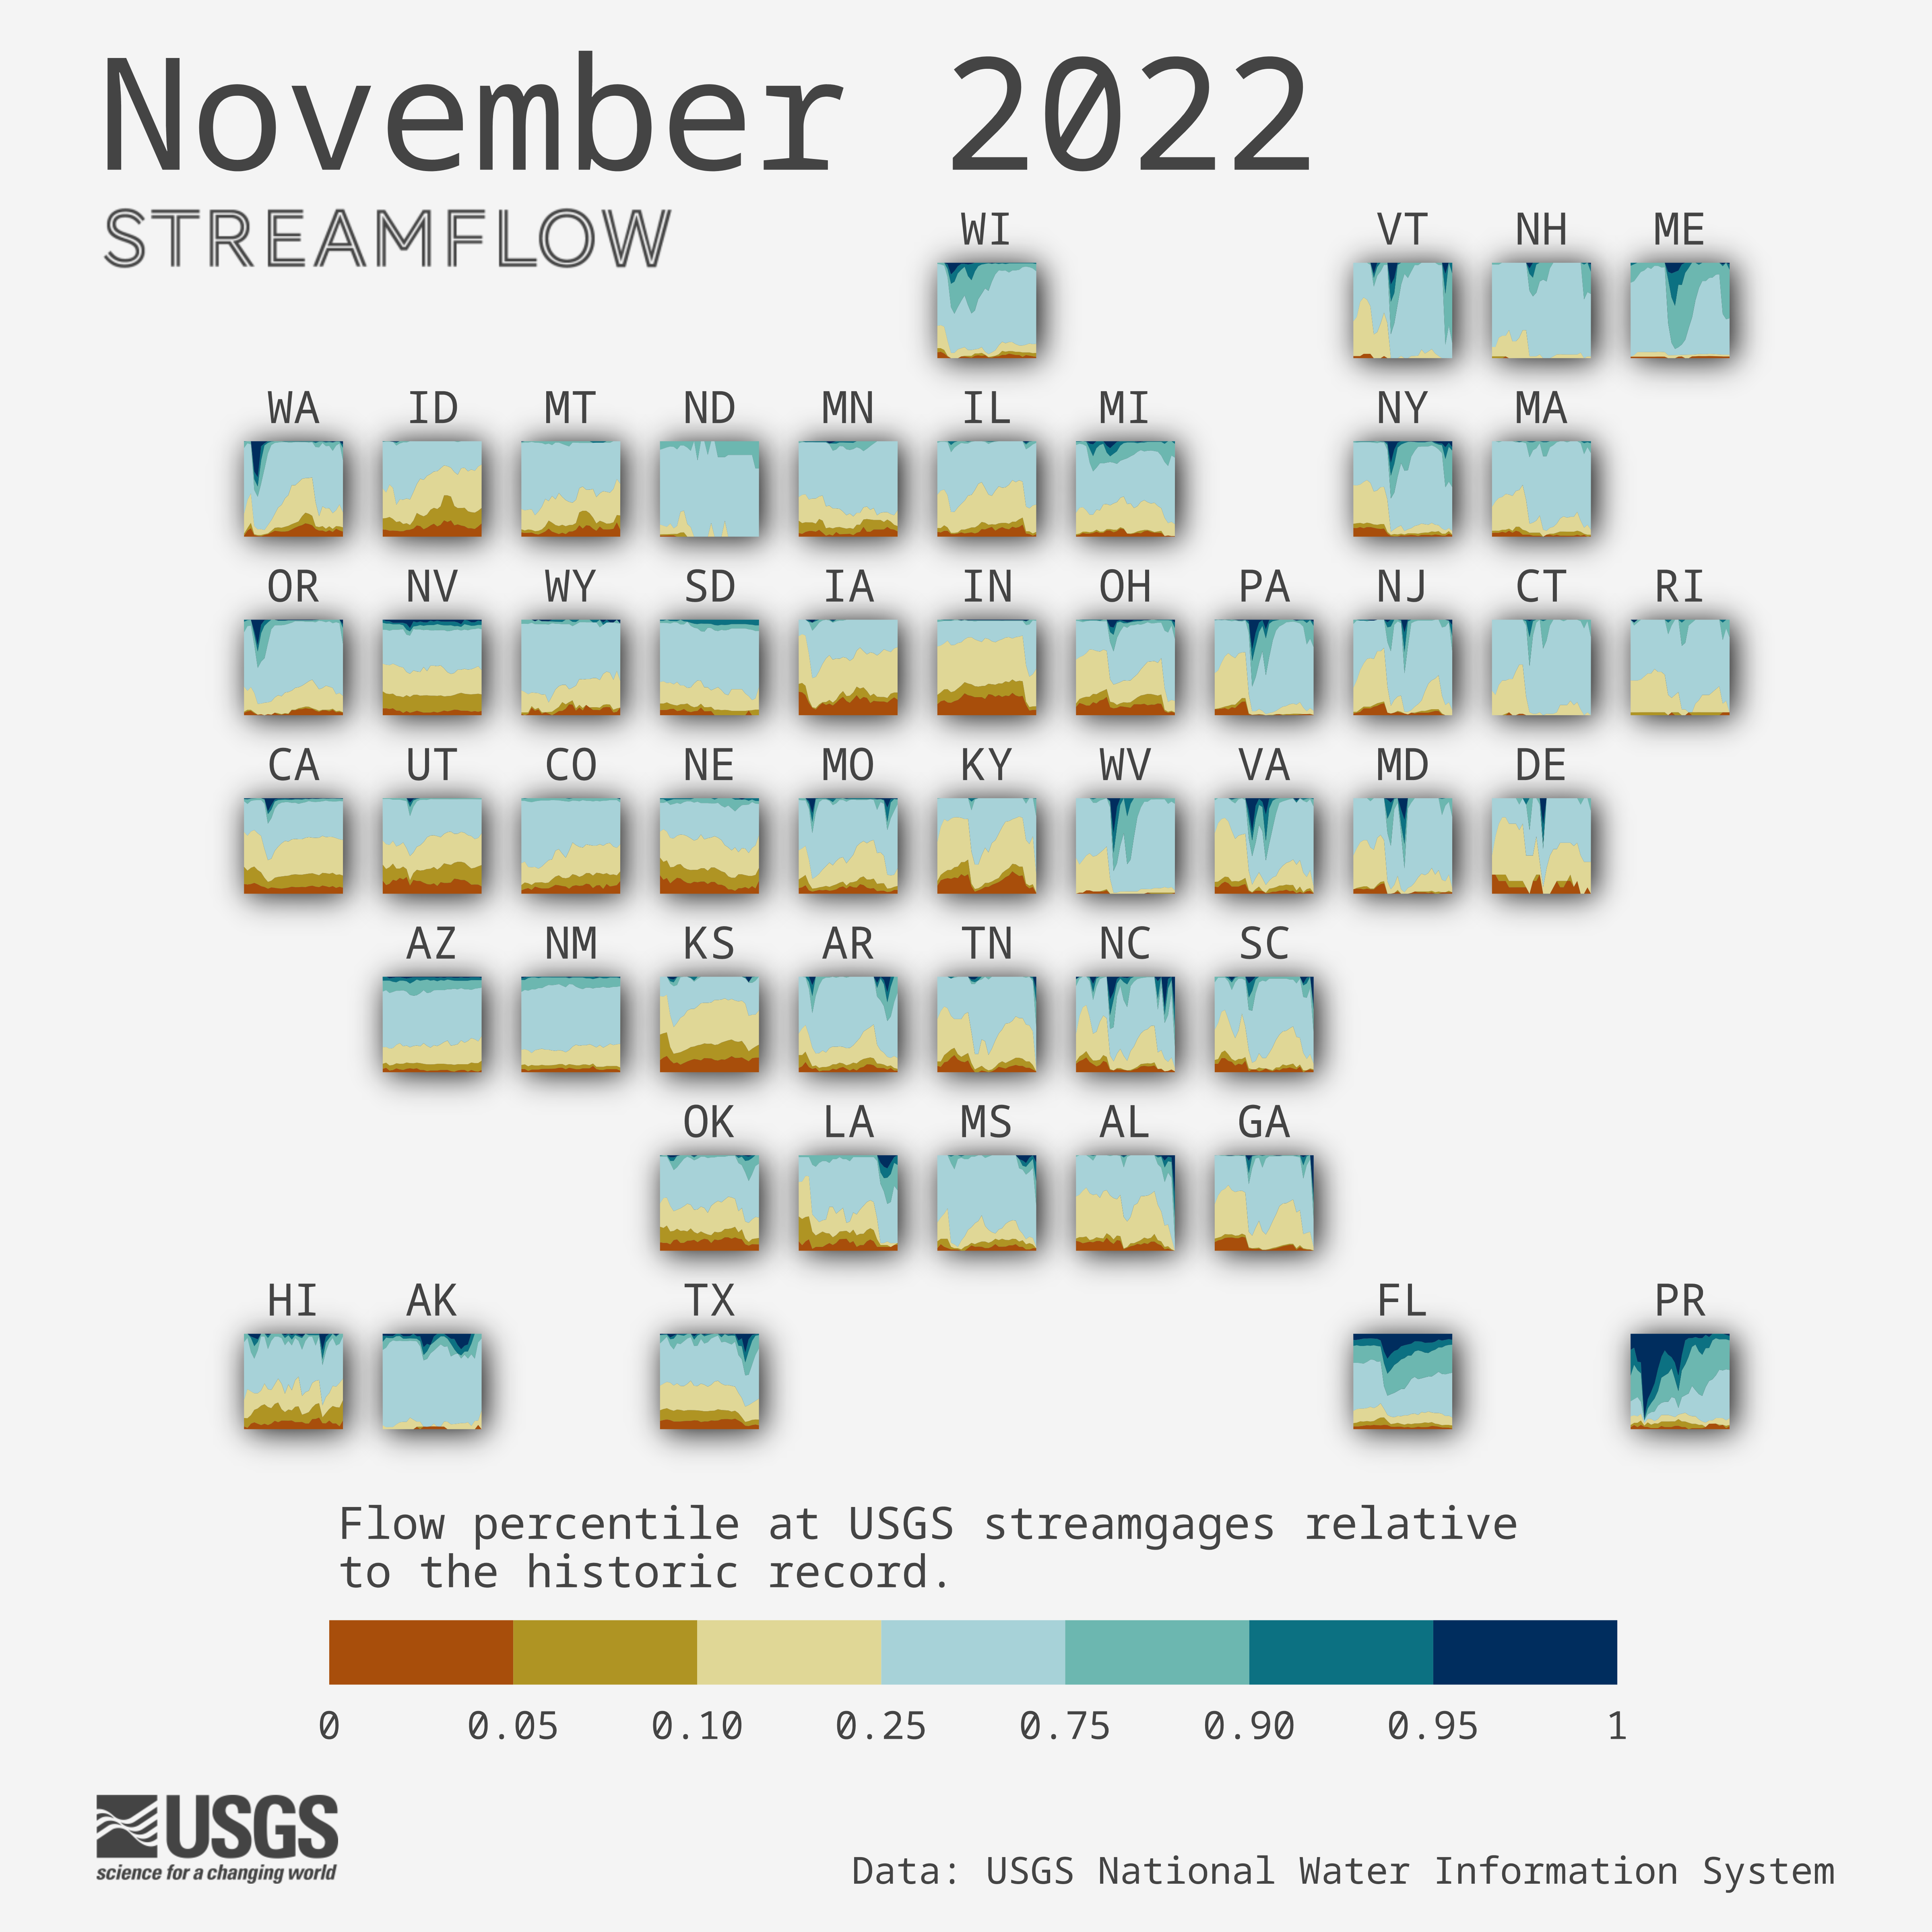 November 2022
STREAMFLOW
WI VT NH ME
WA ID MT ND MN IL MI NY MA
OR NV WY SD IA IN OH PA NJ CT RI
CA UT CO NE MO KY WV VA MD DE
AZ NM KS AR TN NC SC
OK LA MS AL GA
HI AK TX FL PR
Flow percentile at USGS streamgages relative
to the historic record.
0 0.05 0.10 0.25 0.75 0.90 0.95 1
USGS
science for a changing world
Data: USGS National Water Information System